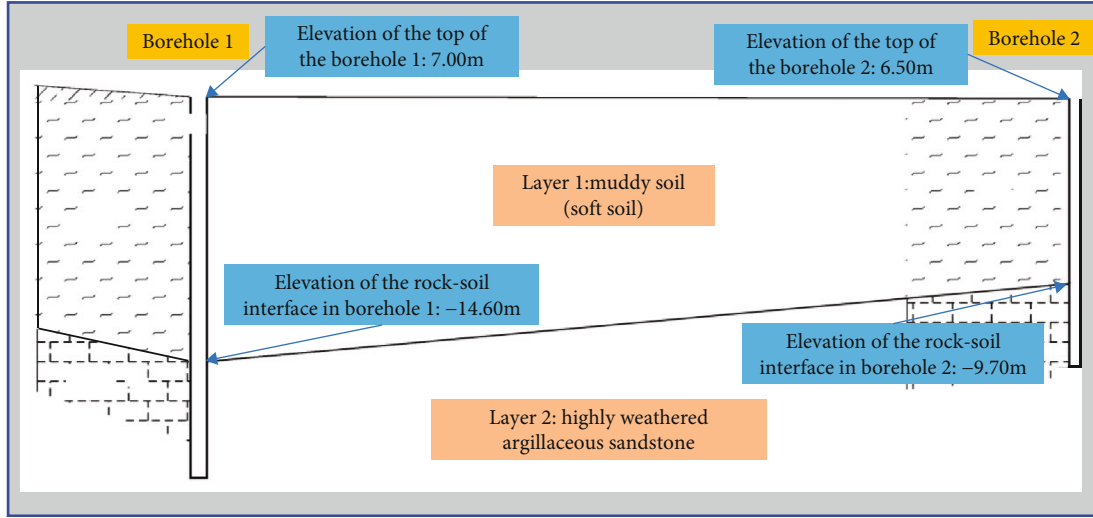 Borehole 1
Elevation of the top of
the borehole 1: 7.00m
Elevation of the top of
the borehole 2: 6.50m
Borehole 2
Layer 1:muddy soil
(soft soil)
Elevation of the rock-soil
interface in borehole 1: −14.60m
Elevation of the rock-soil
interface in borehole 2: −9.70m
Layer 2: highly weathered
argillaceous sandstone